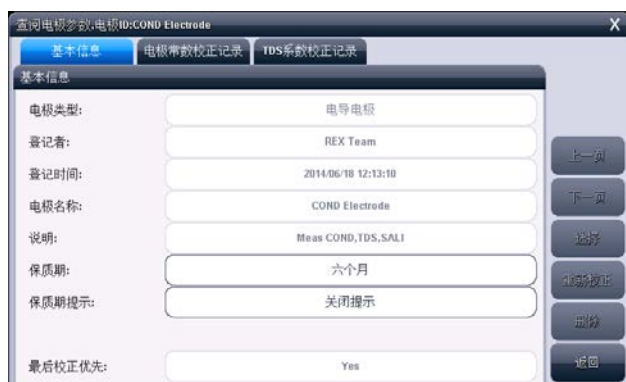 查阅电极参数,电极ID:COND Electrode X
基本信息 电极常数校正记录 TDS系数校正记录
基本信息
电极类型: 电导电极
登记者: REX Team
登记时间: 2014/06/18 12:13:10
电极名称: COND Electrode
说明: Meas COND,TDS,SALI
保质期: 六个月
保质期提示: 关闭提示
最后校正优先: Yes
上一页
下一页
选择
重新校正
删除
返回